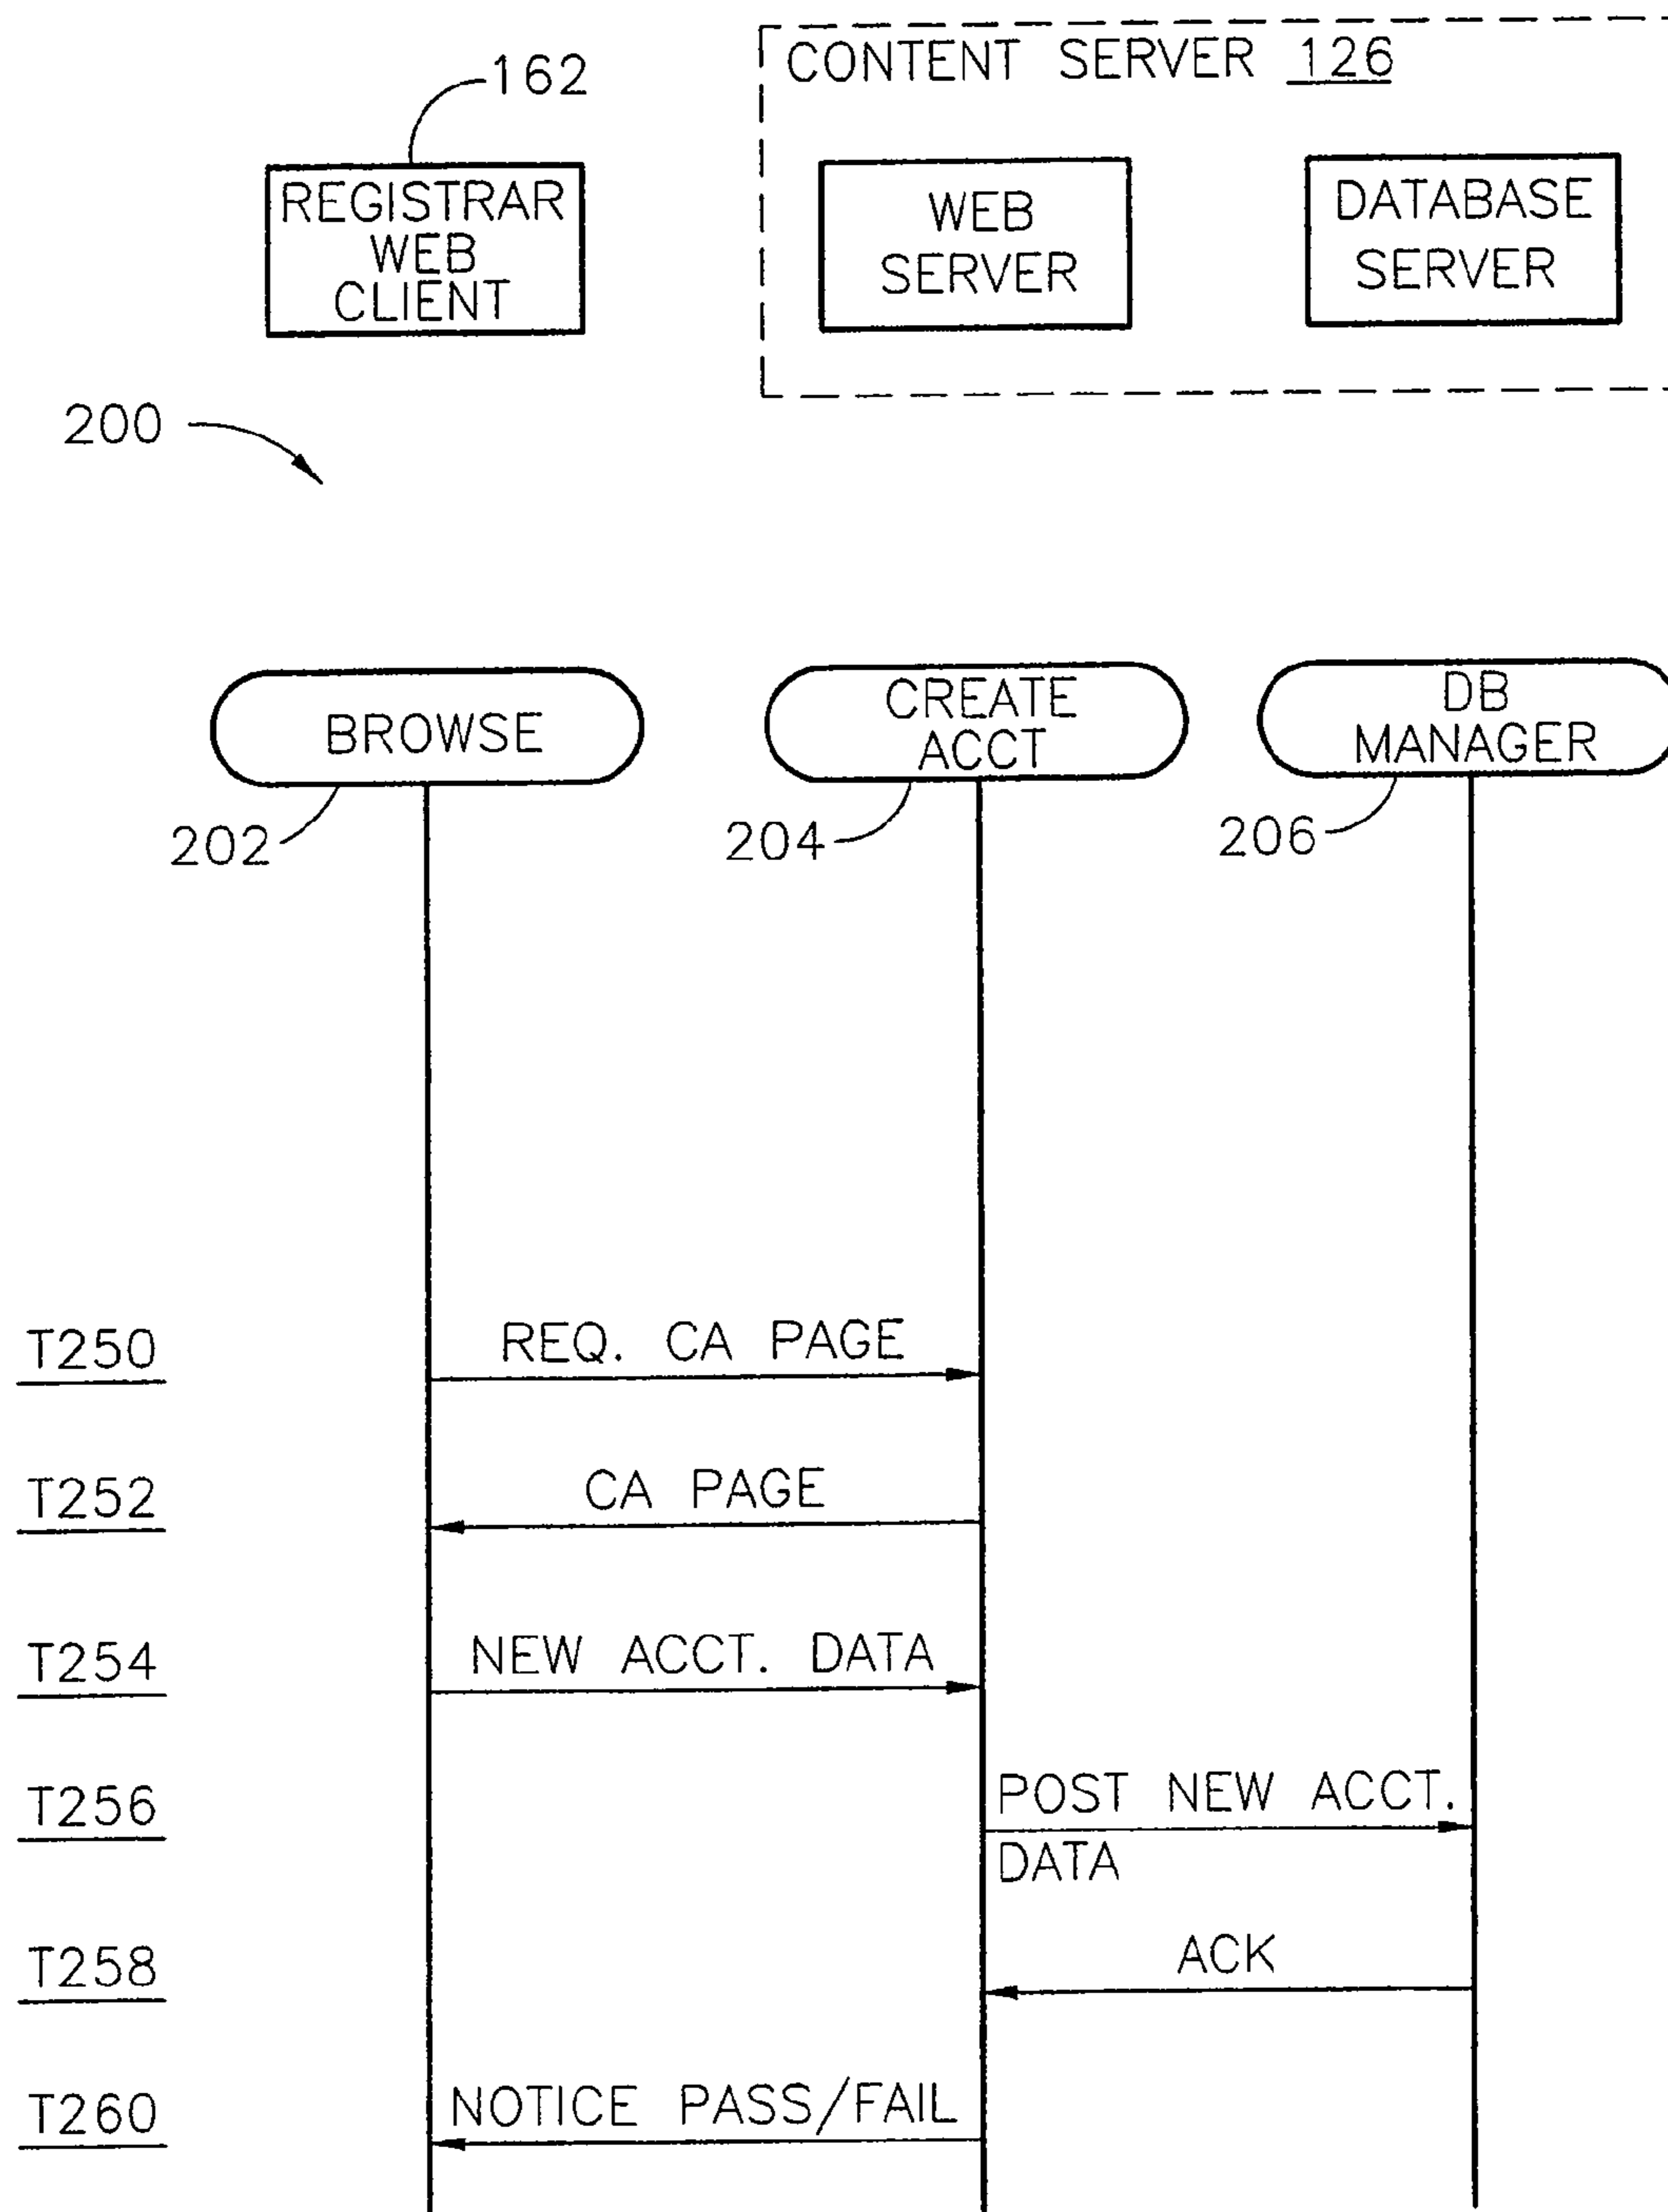 162
CONTENT SERVER 126
REGISTRAR
WEB
CLIENT
WEB
SERVER
DATABASE
SERVER
200
BROWSE
CREATE
ACCT
DB
MANAGER
202
204
206
T250
REQ. CA PAGE
T252
CA PAGE
T254
NEW ACCT. DATA
T256
POST NEW ACCT.
DATA
T258
ACK
T260
NOTICE PASS/FAIL